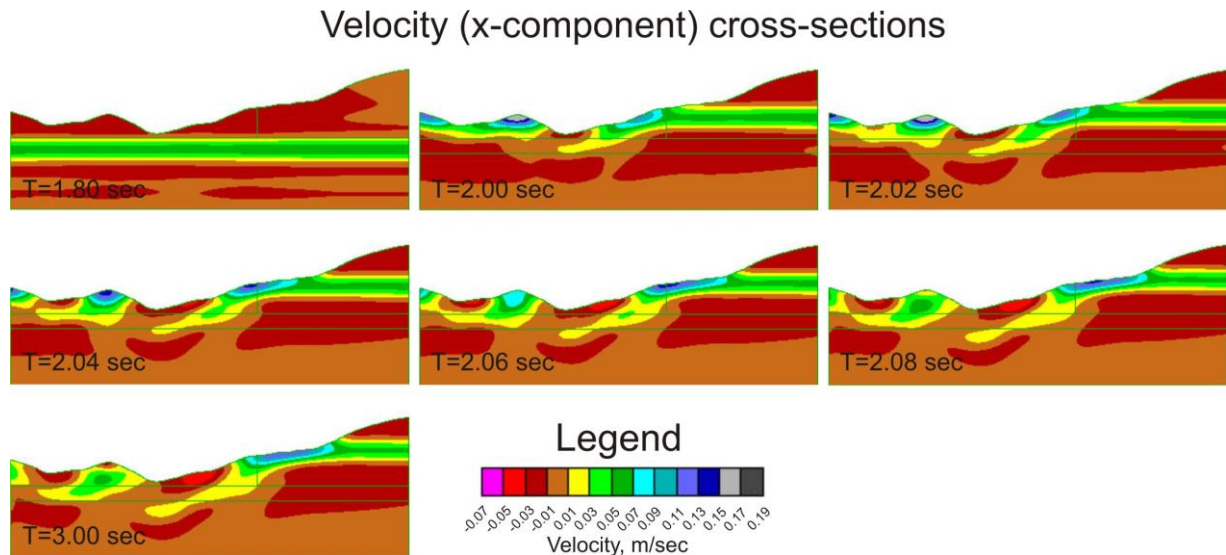 Velocity (x-component) cross-sections
T=1.80 sec
T=2.00 sec
T=2.02 sec
T=2.04 sec
T=2.06 sec
T=2.08 sec
T=3.00 sec
Legend
-0.07 -0.05 -0.03 -0.01 0.01 0.03 0.05 0.07 0.09 0.11 0.13 0.15 0.17 0.19
Velocity, m/sec